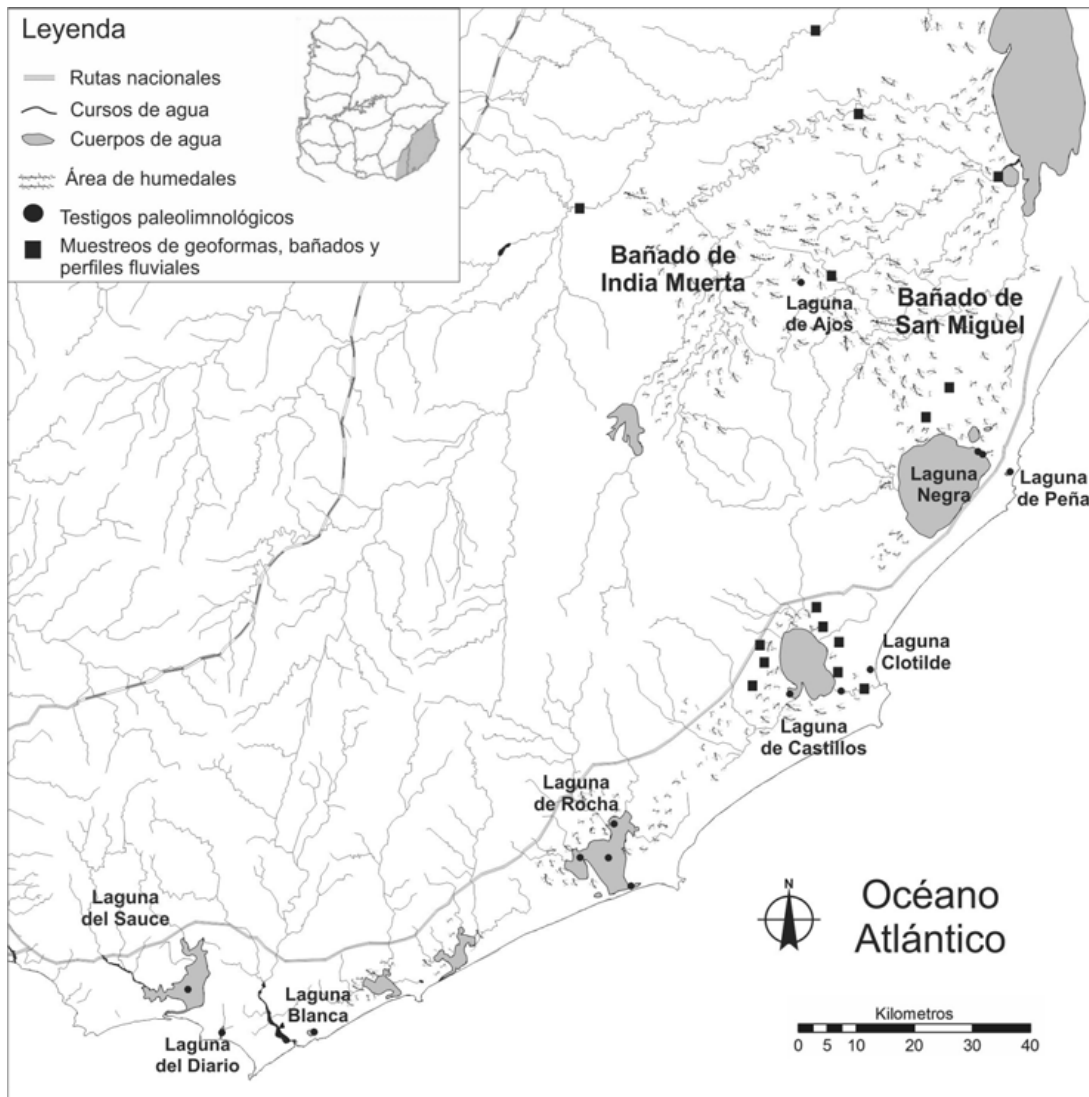 Leyenda
Rutas nacionales
Cursos de agua
Cuerpos de agua
Área de humedales
Testigos paleolimnológicos
Muestreos de geoformas, bañados y
perfiles fluviales
Bañado de
India Muerta
Laguna
de Ajos
Bañado de
San Miguel
Laguna
Negra
Laguna
de Peña
Laguna
Clotilde
Laguna
de Castillos
Laguna
de Rocha
Laguna
del Sauce
Laguna
Blanca
Laguna
del Diario
N
Océano
Atlántico
Kilometros
0 5 10 20 30 40